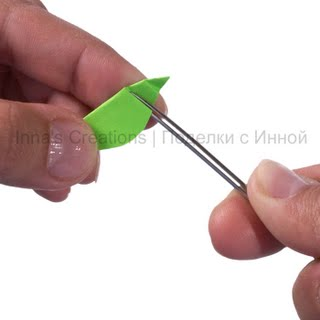 Inna's Creations | Поделки с Инной